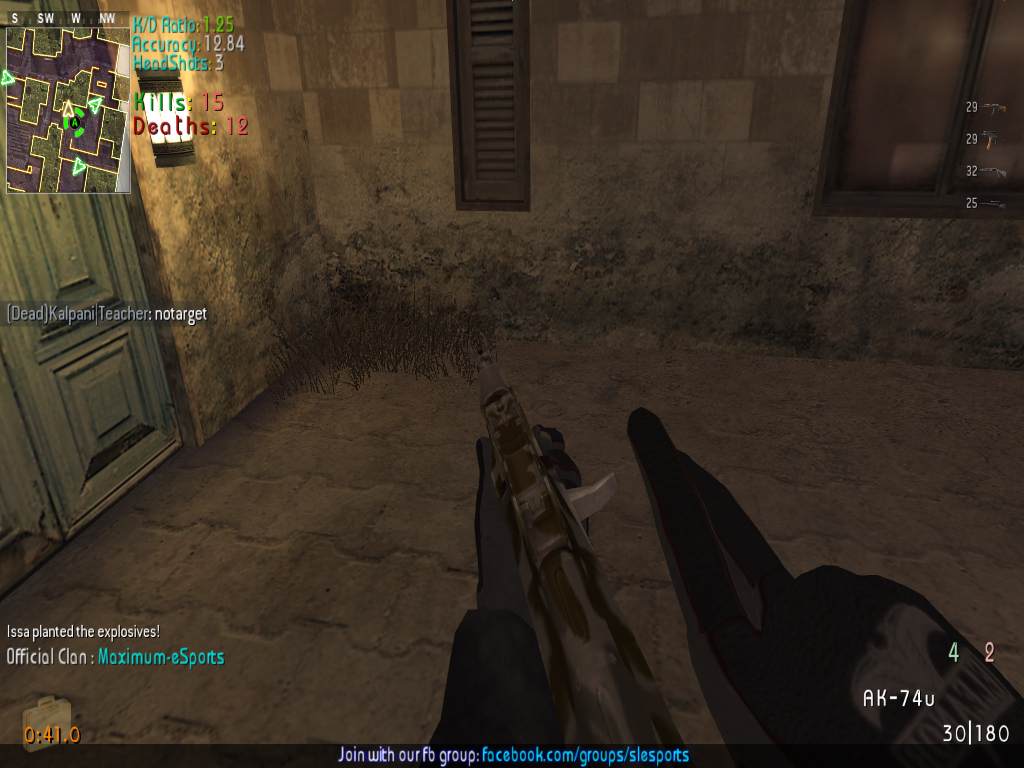 S SW W NW
K/D Ratio: 1.25
Accuracy: 12.84
HeadShots: 3
Kills: 15
Deaths: 12
A
29
29
32
25
(Dead)Kalpani|Teacher: notarget
Issa planted the explosives!
Official Clan : Maximum-eSports
4 2
AK-74u
0:41.0
30|180
Join with our fb group: facebook.com/groups/slesports